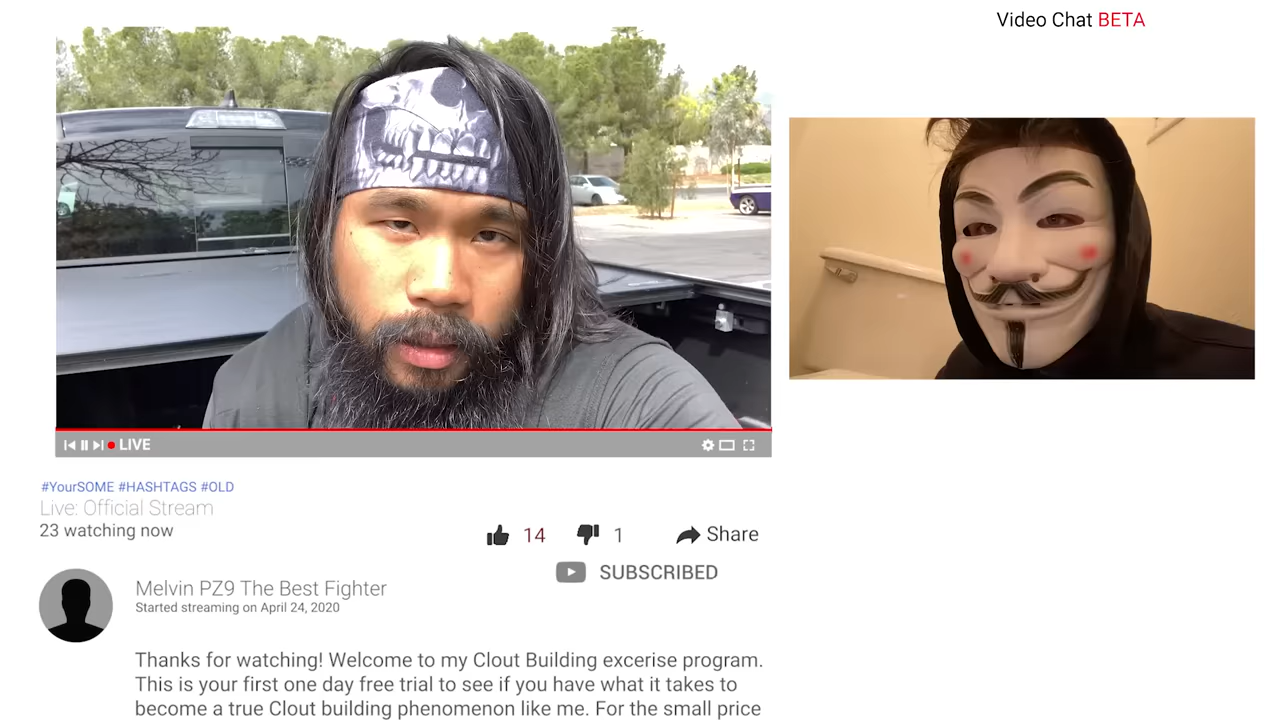 Video Chat BETA
LIVE
#YourSOME #HASHTAGS #OLD
Live: Official Stream
23 watching now
14
1
Share
SUBSCRIBED
Melvin PZ9 The Best Fighter
Started streaming on April 24, 2020
Thanks for watching! Welcome to my Clout Building excerise program.
This is your first one day free trial to see if you have what it takes to
become a true Clout building phenomenon like me. For the small price